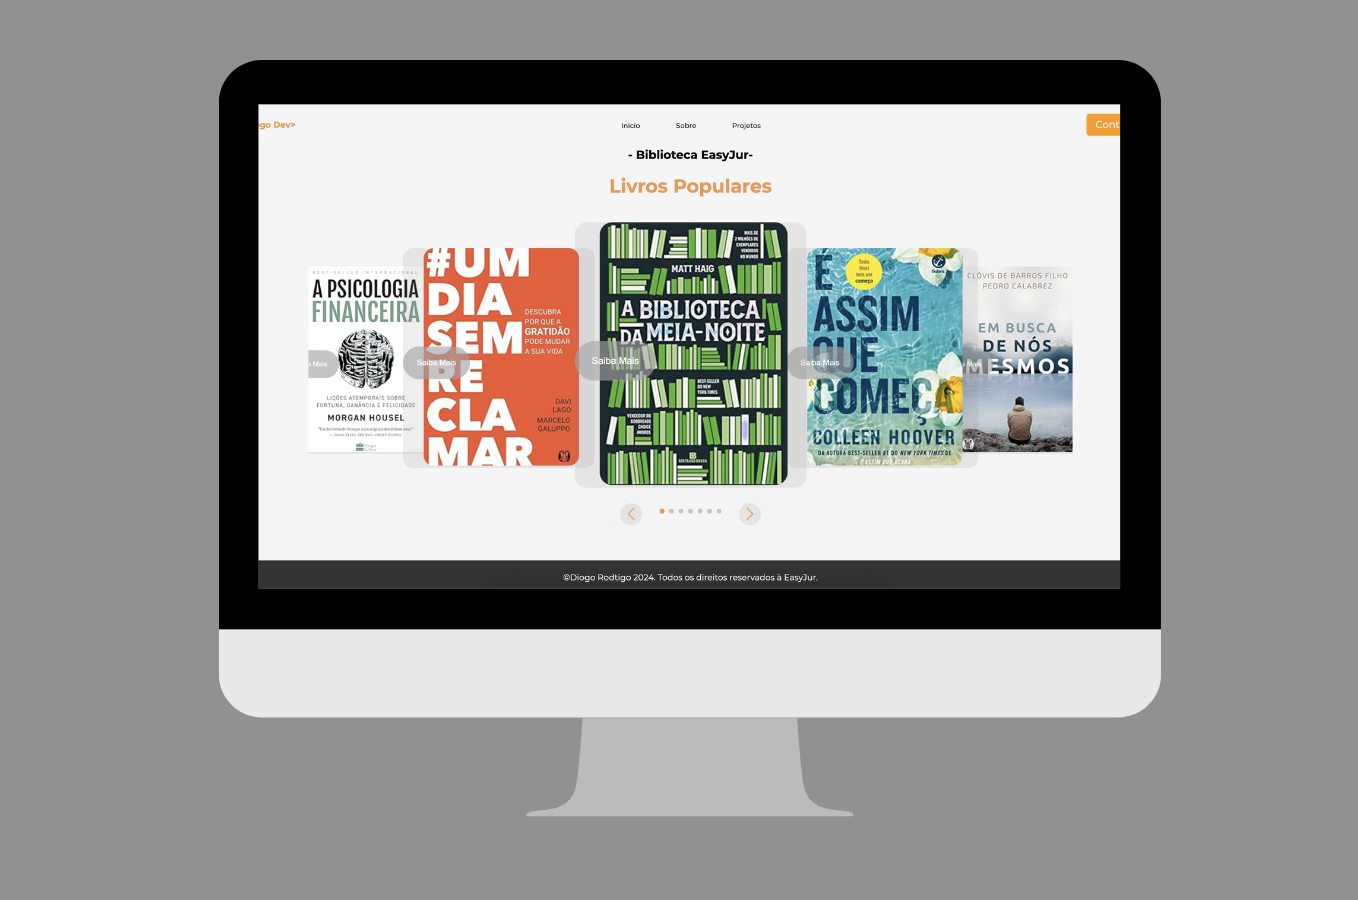 go Dev>
Inicio
Sobre
Projetos
Cont
- Biblioteca EasyJur-
Livros Populares
BEST-SELLER INTERNACIONAL
A PSICOLOGIA
FINANCEIRA
s Mais
LIÇÕES ATEMPORAIS SOBRE
FORTUNA, GANÂNCIA E FELICIDADE
MORGAN HOUSEL
#UM
DIA
SEM
RE
CLA
MAR
DESCUBRA
POR QUE A
GRATIDÃO
PODE MUDAR
A SUA VIDA
Saiba Mais
DAVI
LAGO
MARCELO
GALUPPO
MAIS DE
2 MILHÕES DE
EXEMPLARES
VENDIDOS
NO MUNDO
MATT HAIG
A BIBLIOTECA
DA MEIA-NOITE
Saiba Mais
BEST-SELLER
DO NEW
YORK TIMES
VENCEDOR DO
GOODREADS
CHOICE
AWARDS
BERTRAND BRASIL
É
ASSIM
QUE
COMEÇA
Todo
final
tem um
começo
Galera
Saiba Mais
COLLEEN HOOVER
DA AUTORA BEST-SELLER #1 DO NEW YORK TIMES DE
É ASSIM QUE ACABA
CLÓVIS DE BARROS FILHO
PEDRO CALABREZ
EM BUSCA
DE NÓS
MESMOS
Mais
©Diogo Rodtigo 2024. Todos os direitos reservados à EasyJur.